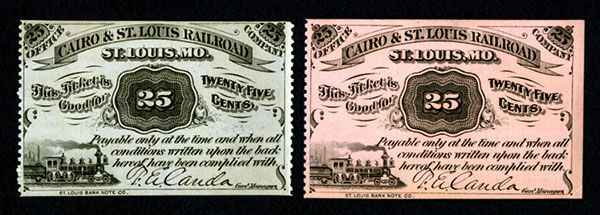 25 25
OFFICE COMPANY
CAIRO & ST. LOUIS RAILROAD
ST. LOUIS, MO.
This Ticket is
Good for
25
TWENTY FIVE
CENTS.
Payable only at the time and when all
conditions written upon the back
hereof, have been complied with.
F. E. Canda Genl. Manager
ST. LOUIS BANK NOTE CO.
25 25
OFFICE COMPANY
CAIRO & ST. LOUIS RAILROAD
ST. LOUIS, MO.
This Ticket is
Good for
25
TWENTY FIVE
CENTS.
Payable only at the time and when all
conditions written upon the back
hereof, have been complied with.
F. E. Canda Genl. Manager
ST. LOUIS BANK NOTE CO.